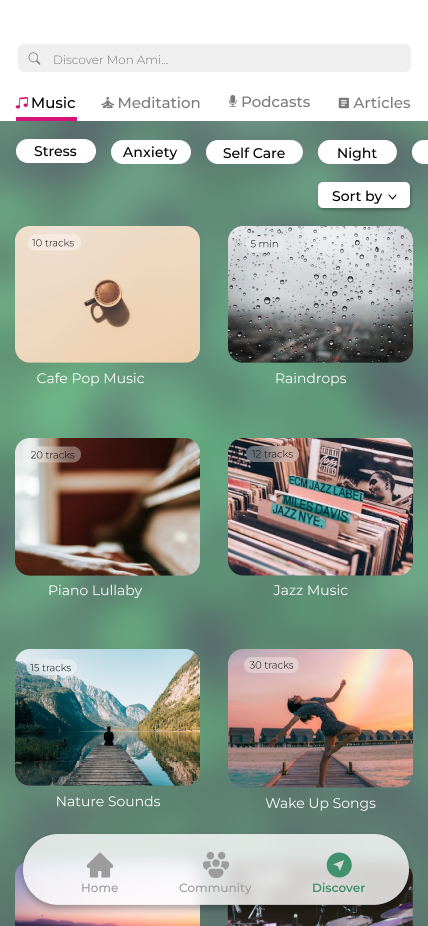 Discover Mon Ami...
Music Meditation Podcasts Articles
Stress Anxiety Self Care Night
Sort by
10 tracks
5 min
Cafe Pop Music
Raindrops
20 tracks
12 tracks
ECM JAZZ LABEL
MILES DAVIS
JAZZ NYE.
Piano Lullaby
Jazz Music
15 tracks
30 tracks
Nature Sounds
Wake Up Songs
Home Community Discover